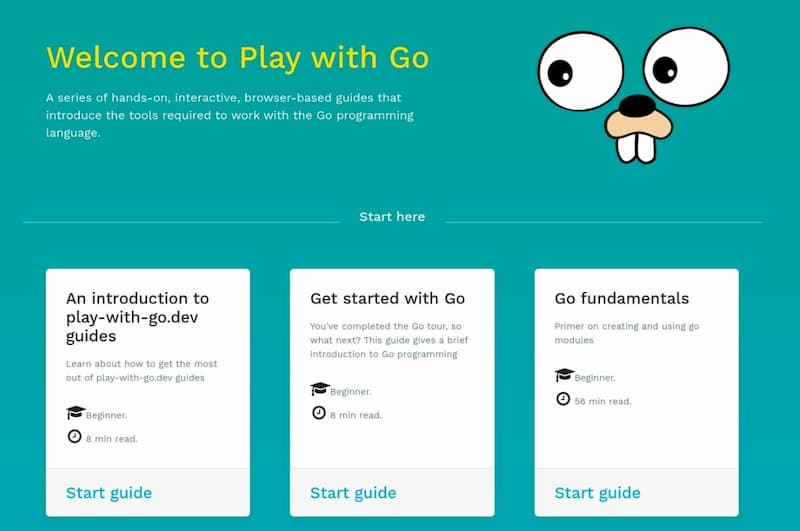 Welcome to Play with Go
A series of hands-on, interactive, browser-based guides that
introduce the tools required to work with the Go programming
language.
Start here
An introduction to
play-with-go.dev
guides
Learn about how to get the most
out of play-with-go.dev guides
Beginner.
8 min read.
Start guide
Get started with Go
You've completed the Go tour, so
what next? This guide gives a brief
introduction to Go programming
Beginner.
8 min read.
Start guide
Go fundamentals
Primer on creating and using go
modules
Beginner.
56 min read.
Start guide